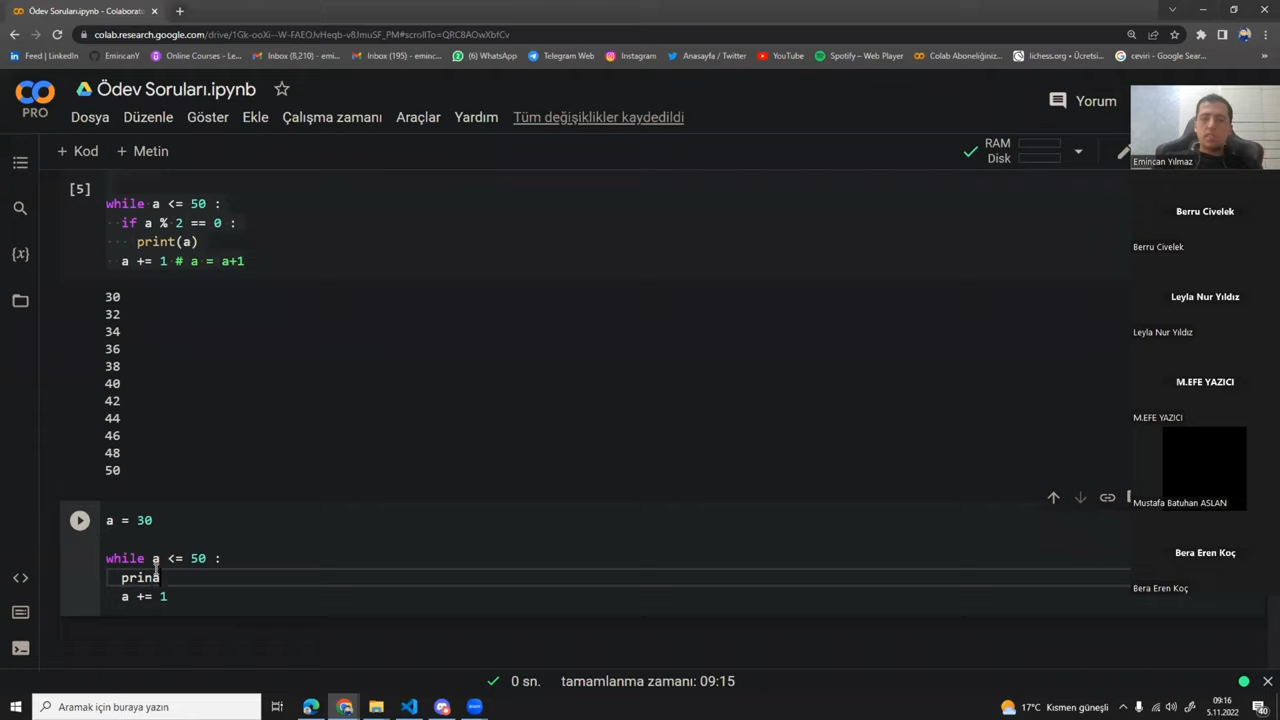 Ödev Soruları.ipynb - Colaborato
colab.research.google.com/drive/1Gk-ooXi--W-FAEOJvHeqb-v8JmuSF_PM#scrollTo=QRC8AOwXbfCv
Feed | LinkedIn
EmincanY
Online Courses - Le...
Inbox (8,210) - emi...
Inbox (195) - eminc...
(6) WhatsApp
Telegram Web
Instagram
Anasayfa / Twitter
YouTube
Spotify – Web Player
Colab Aboneliğiniz...
lichess.org • Ücretsi...
ceviri - Google Sear...
PRO
Ödev Soruları.ipynb
Yorum
Dosya Düzenle Göster Ekle Çalışma zamanı Araçlar Yardım Tüm değişiklikler kaydedildi
+ Kod + Metin
RAM
Disk
Emincan Yılmaz
[5]
while a <= 50 :
if a % 2 == 0 :
print(a)
a += 1 # a = a+1
30
32
34
36
38
40
42
44
46
48
50
a = 30
while a <= 50 :
prina
a += 1
Berru Civelek
Berru Civelek
Leyla Nur Yıldız
Leyla Nur Yıldız
M.EFE YAZICI
M.EFE YAZICI
Mustafa Batuhan ASLAN
Bera Eren Koç
Bera Eren Koç
0 sn. tamamlanma zamanı: 09:15
Aramak için buraya yazın
17°C Kısmen güneşli
09:16
5.11.2022
40